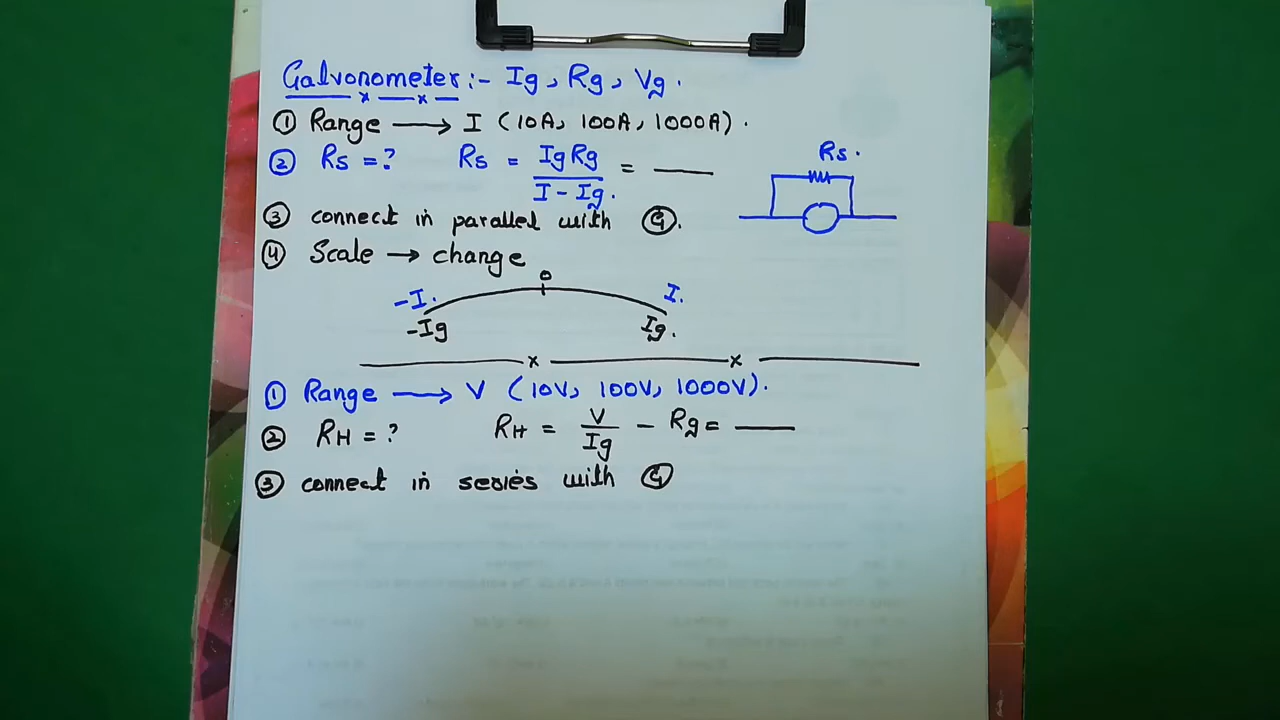 Galvonometer:- Ig, Rg, Vg.
① Range → I (10A, 100A, 1000A).
② Rs = ? Rs = IgRg / I - Ig. = ___
Rs.
③ connect in parallel with Ⓖ.
④ Scale → change
0
-I. I.
-Ig Ig.
① Range → V (10V, 100V, 1000V).
② RH = ? RH = V / Ig - Rg = ___
③ connect in series with Ⓖ